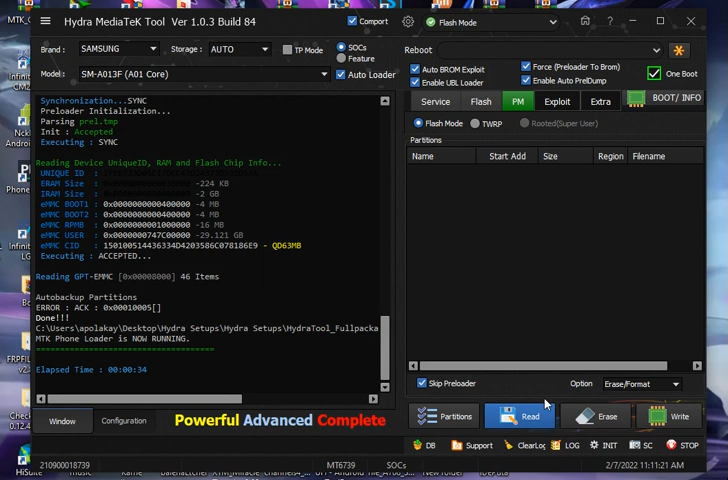 Hydra MediaTeK Tool Ver 1.0.3 Build 84
Comport
Flash Mode
Brand :
SAMSUNG
Storage :
AUTO
TP Mode
SOCs
Feature
Reboot
Model :
SM-A013F (A01 Core)
Auto Loader
Auto BROM Exploit
Force (Preloader To Brom)
Enable UBL Loader
Enable Auto PreDump
One Boot
Service
Flash
PM
Exploit
Extra
BOOT/ INFO
Flash Mode
TWRP
Rooted(Super User)
Partitions
Name
Start Add
Size
Region
Filename
Synchronization...SYNC
Preloader Initialization...
Parsing prel.tmp
Init : Accepted
Executing : SYNC
Reading Device UniqueID, RAM and Flash Chip Info...
UNIQUE ID :
ERAM Size : -224 KB
IRAM Size : -2 GB
eMMC BOOT1 : 0x0000000000400000 -4 MB
eMMC BOOT2 : 0x0000000000400000 -4 MB
eMMC RPMB : 0x0000000001000000 -16 MB
eMMC USER : 0x0000000747C00000 -29.121 GB
eMMC CID : 150100514436334D4203586C078186E9 - QD63MB
Executing : ACCEPTED...
Reading GPT-EMMC [0x00008000] 46 Items
Autobackup Partitions
ERROR : ACK : 0x00010005[]
Done!!!
C:\Users\apolakay\Desktop\Hydra Setups\Hydra Setups\HydraTool_Fullpacka
MTK Phone Loader is NOW RUNNING.
====================================
Elapsed Time : 00:00:34
Skip Preloader
Option
Erase/Format
Partitions
Read
Erase
Write
Window
Configuration
Powerful Advanced Complete
DB
Support
ClearLog
LOG
INIT
SC
STOP
210900018739
MT6739
SOCs
2/7/2022 11:11:21 AM